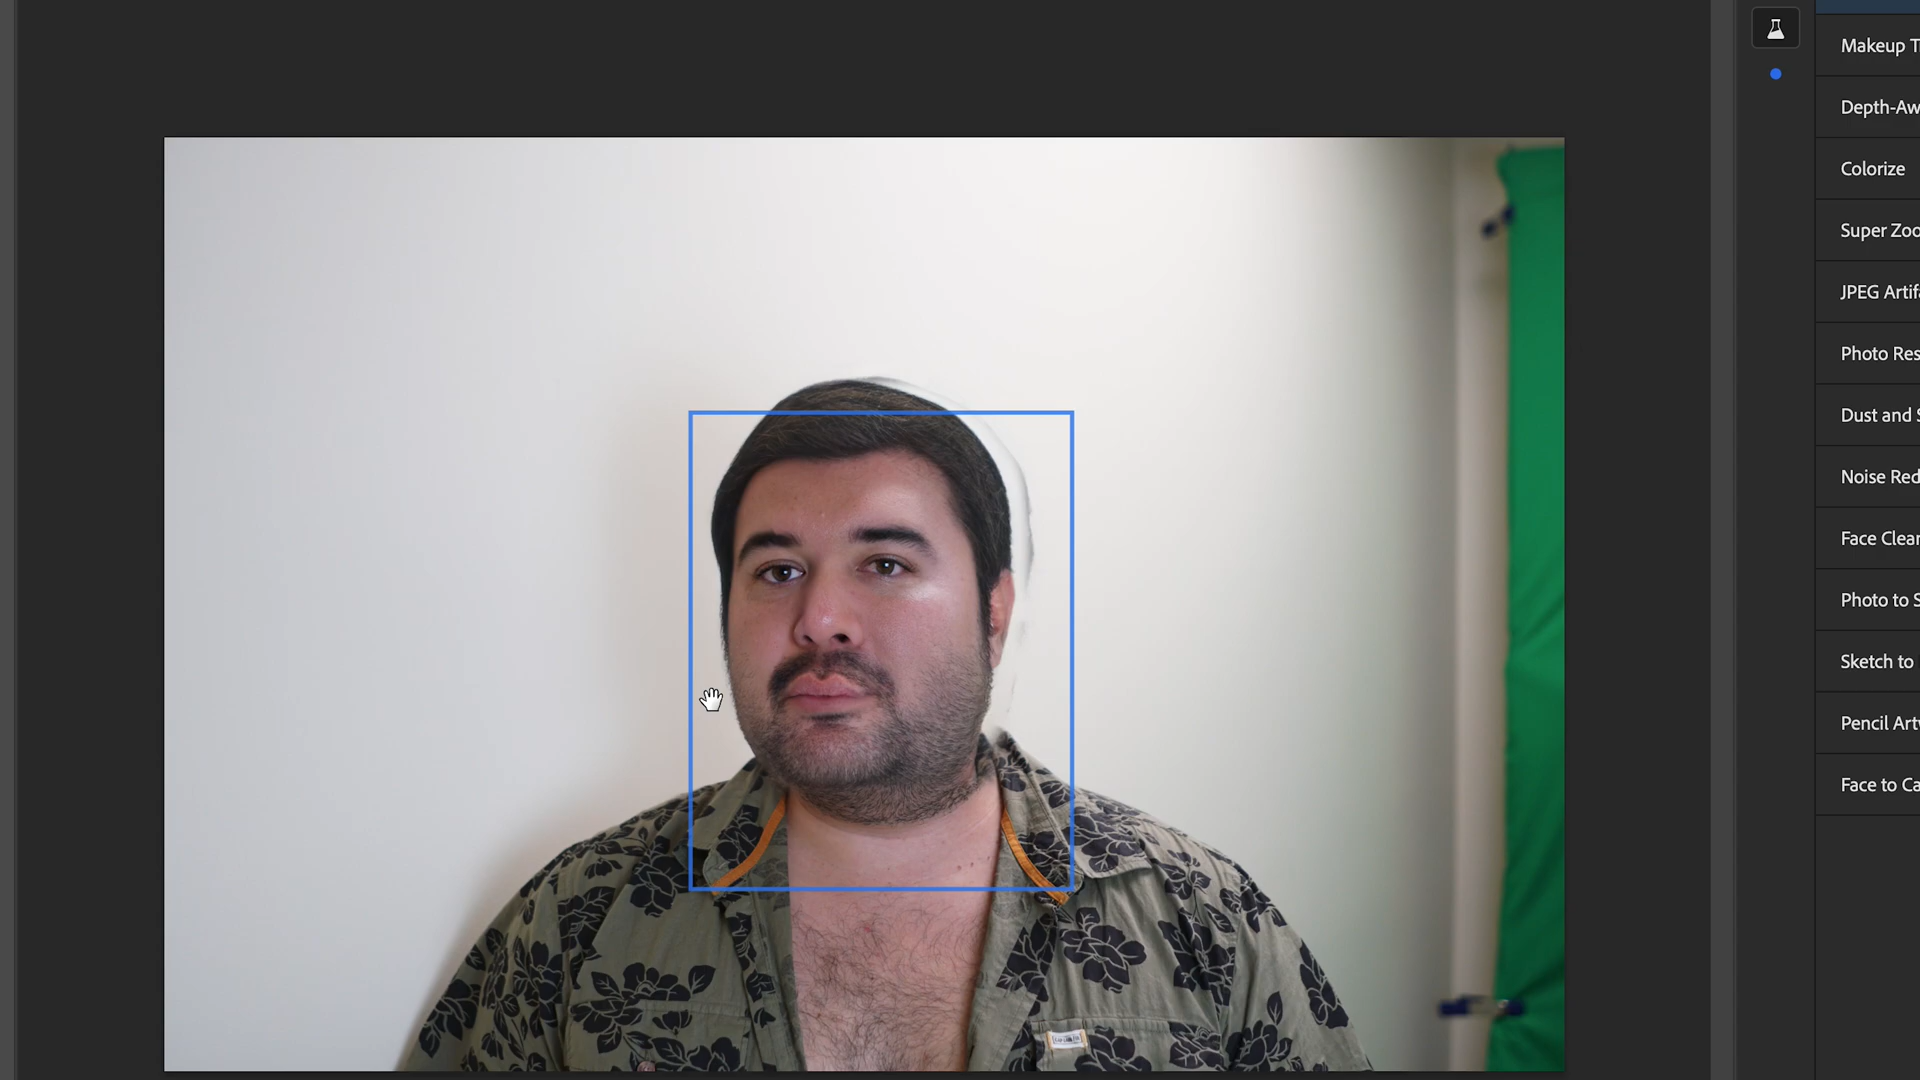 Makeup T
Depth-Aw
Colorize
Super Zoo
JPEG Artif
Photo Res
Dust and S
Noise Red
Face Clean
Photo to S
Sketch to
Pencil Art
Face to Ca